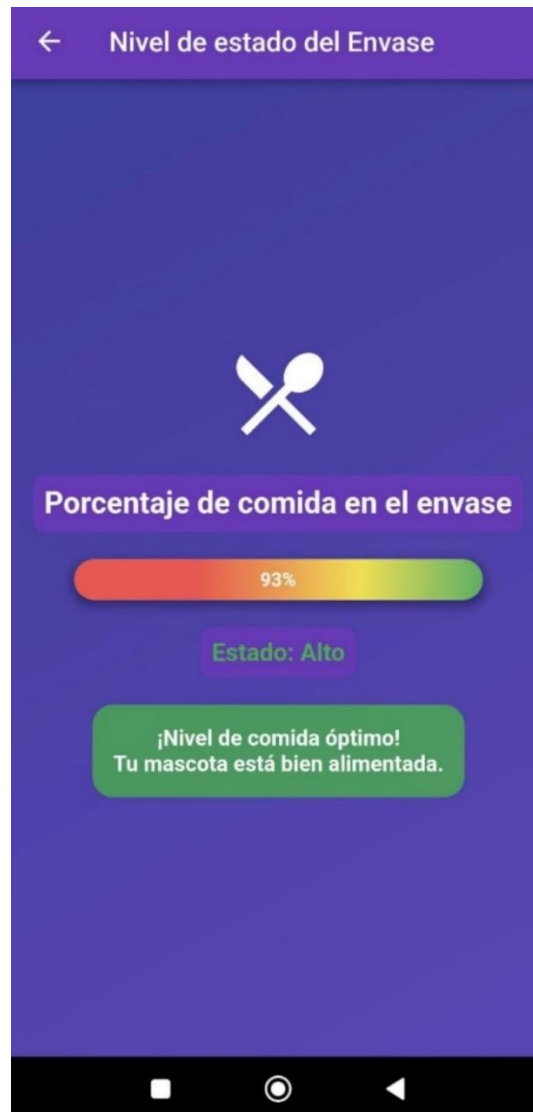 Nivel de estado del Envase
Porcentaje de comida en el envase
93%
Estado: Alto
¡Nivel de comida óptimo!
Tu mascota está bien alimentada.